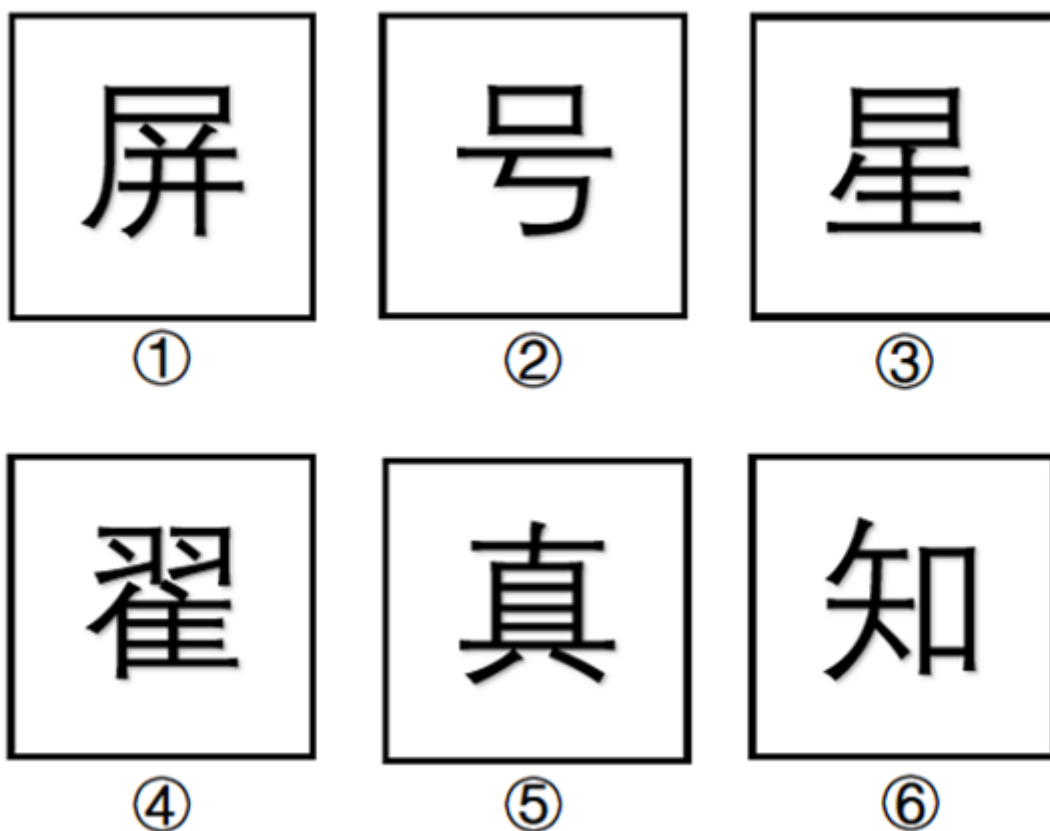 屏 号 星
① ② ③
翟 真 知
④ ⑤ ⑥